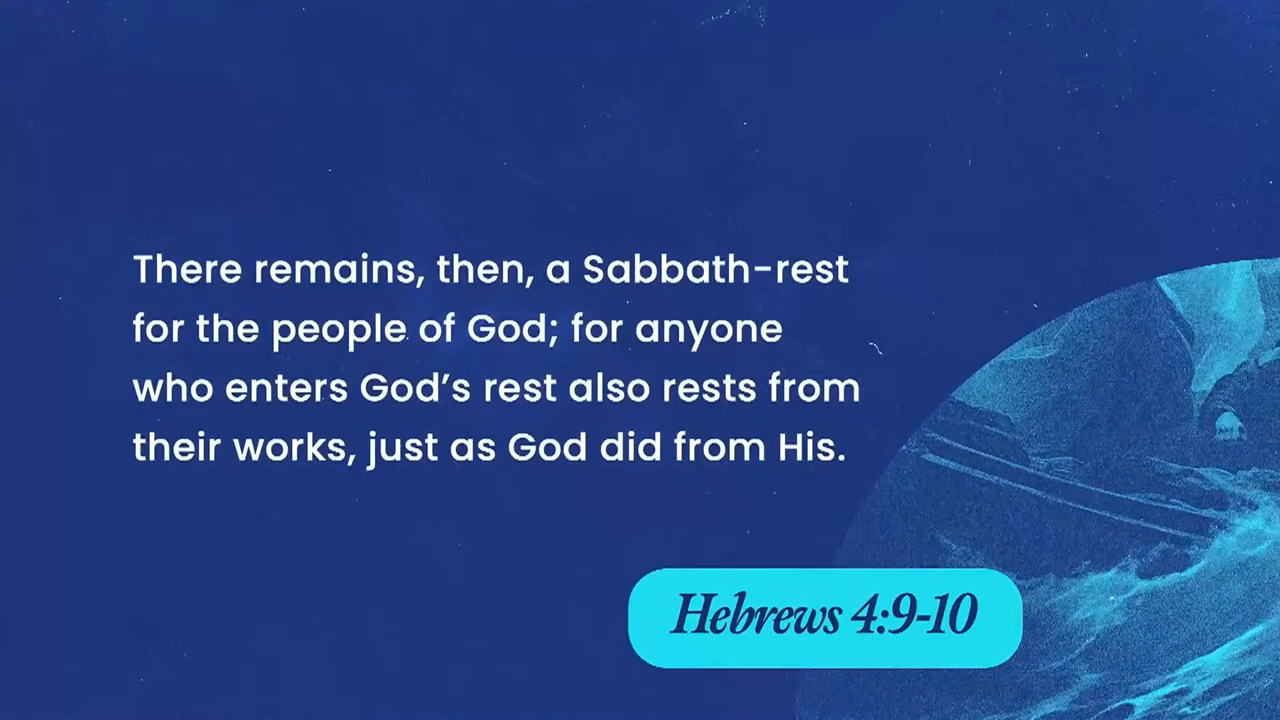 There remains, then, a Sabbath-rest
for the people of God; for anyone
who enters God’s rest also rests from
their works, just as God did from His.
Hebrews 4:9-10